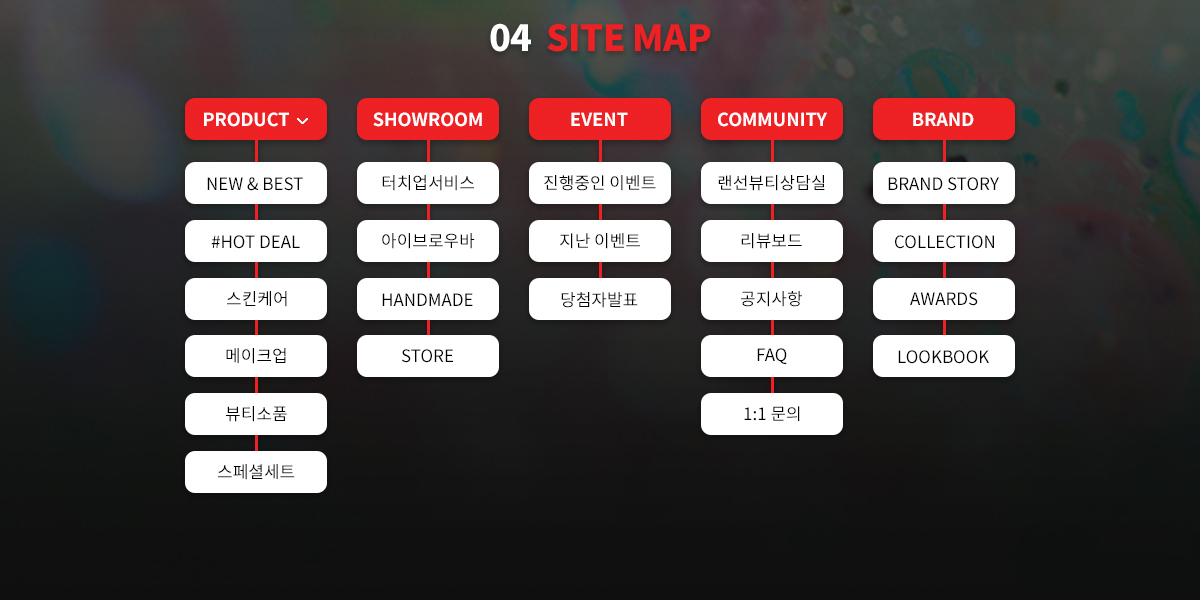 04 SITE MAP
PRODUCT
NEW & BEST
#HOT DEAL
스킨케어
메이크업
뷰티소품
스페셜세트
SHOWROOM
터치업서비스
아이브로우바
HANDMADE
STORE
EVENT
진행중인 이벤트
지난 이벤트
당첨자발표
COMMUNITY
랜선뷰티상담실
리뷰보드
공지사항
FAQ
1:1 문의
BRAND
BRAND STORY
COLLECTION
AWARDS
LOOKBOOK